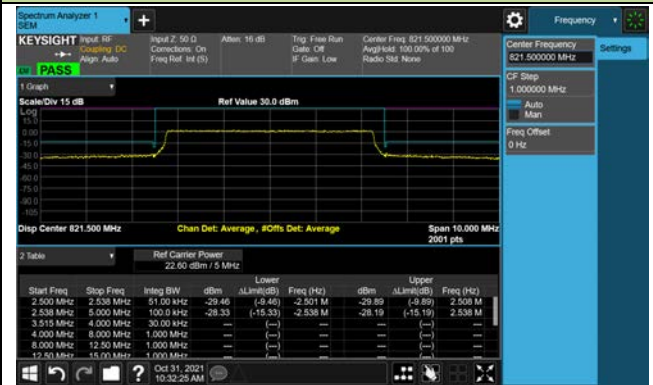 Spectrum Analyzer 1
SEM
+
Frequency
KEYSIGHT
Input: RF
Coupling: DC
Align: Auto
Input Z: 50 Ω
Corrections: On
Freq Ref: Int (S)
Atten: 16 dB
Trig: Free Run
Gate: Off
IF Gain: Low
Center Freq: 821.500000 MHz
Avg|Hold: 100.00% of 100
Radio Std: None
PASS
Center Frequency
821.500000 MHz
Settings
CF Step
1.000000 MHz
Auto
Man
Freq Offset
0 Hz
1 Graph
Scale/Div 15 dB
Ref Value 30.0 dBm
Log
15.0
0.00
-15.0
-30.0
-45.0
-60.0
-75.0
-90.0
-105
Disp Center 821.500 MHz
Chan Det: Average, #Offs Det: Average
Span 10.000 MHz
2001 pts
2 Table
Ref Carrier Power
22.60 dBm / 5 MHz
Lower Upper
Start Freq Stop Freq Integ BW dBm ΔLimit(dB) Freq (Hz) dBm ΔLimit(dB) Freq (Hz)
2.500 MHz 2.538 MHz 51.00 kHz -29.46 (-9.46) -2.501 M -29.89 (-9.89) 2.508 M
2.538 MHz 5.000 MHz 100.0 kHz -28.33 (-15.33) -2.538 M -28.19 (-15.19) 2.538 M
3.515 MHz 4.000 MHz 30.00 kHz --- (---) --- --- (---) ---
4.000 MHz 8.000 MHz 1.000 MHz --- (---) --- --- (---) ---
8.000 MHz 12.50 MHz 1.000 MHz --- (---) --- --- (---) ---
12.50 MHz 15.00 MHz 1.000 MHz --- (---) --- --- (---) ---
?
Oct 31, 2021
10:32:25 AM